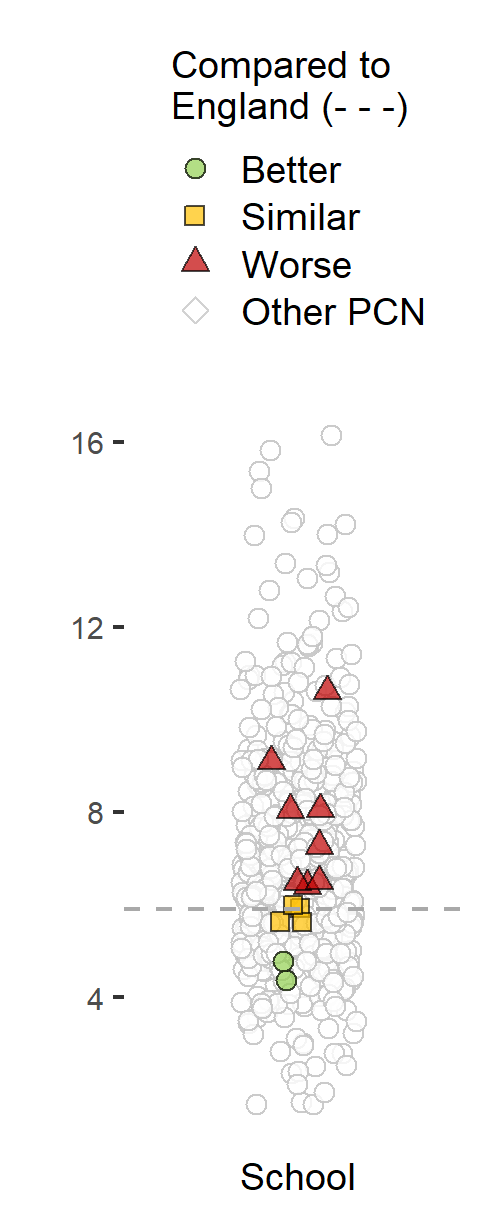 Compared to
England (- - -)
Better
Similar
Worse
Other PCN
16
12
8
4
School